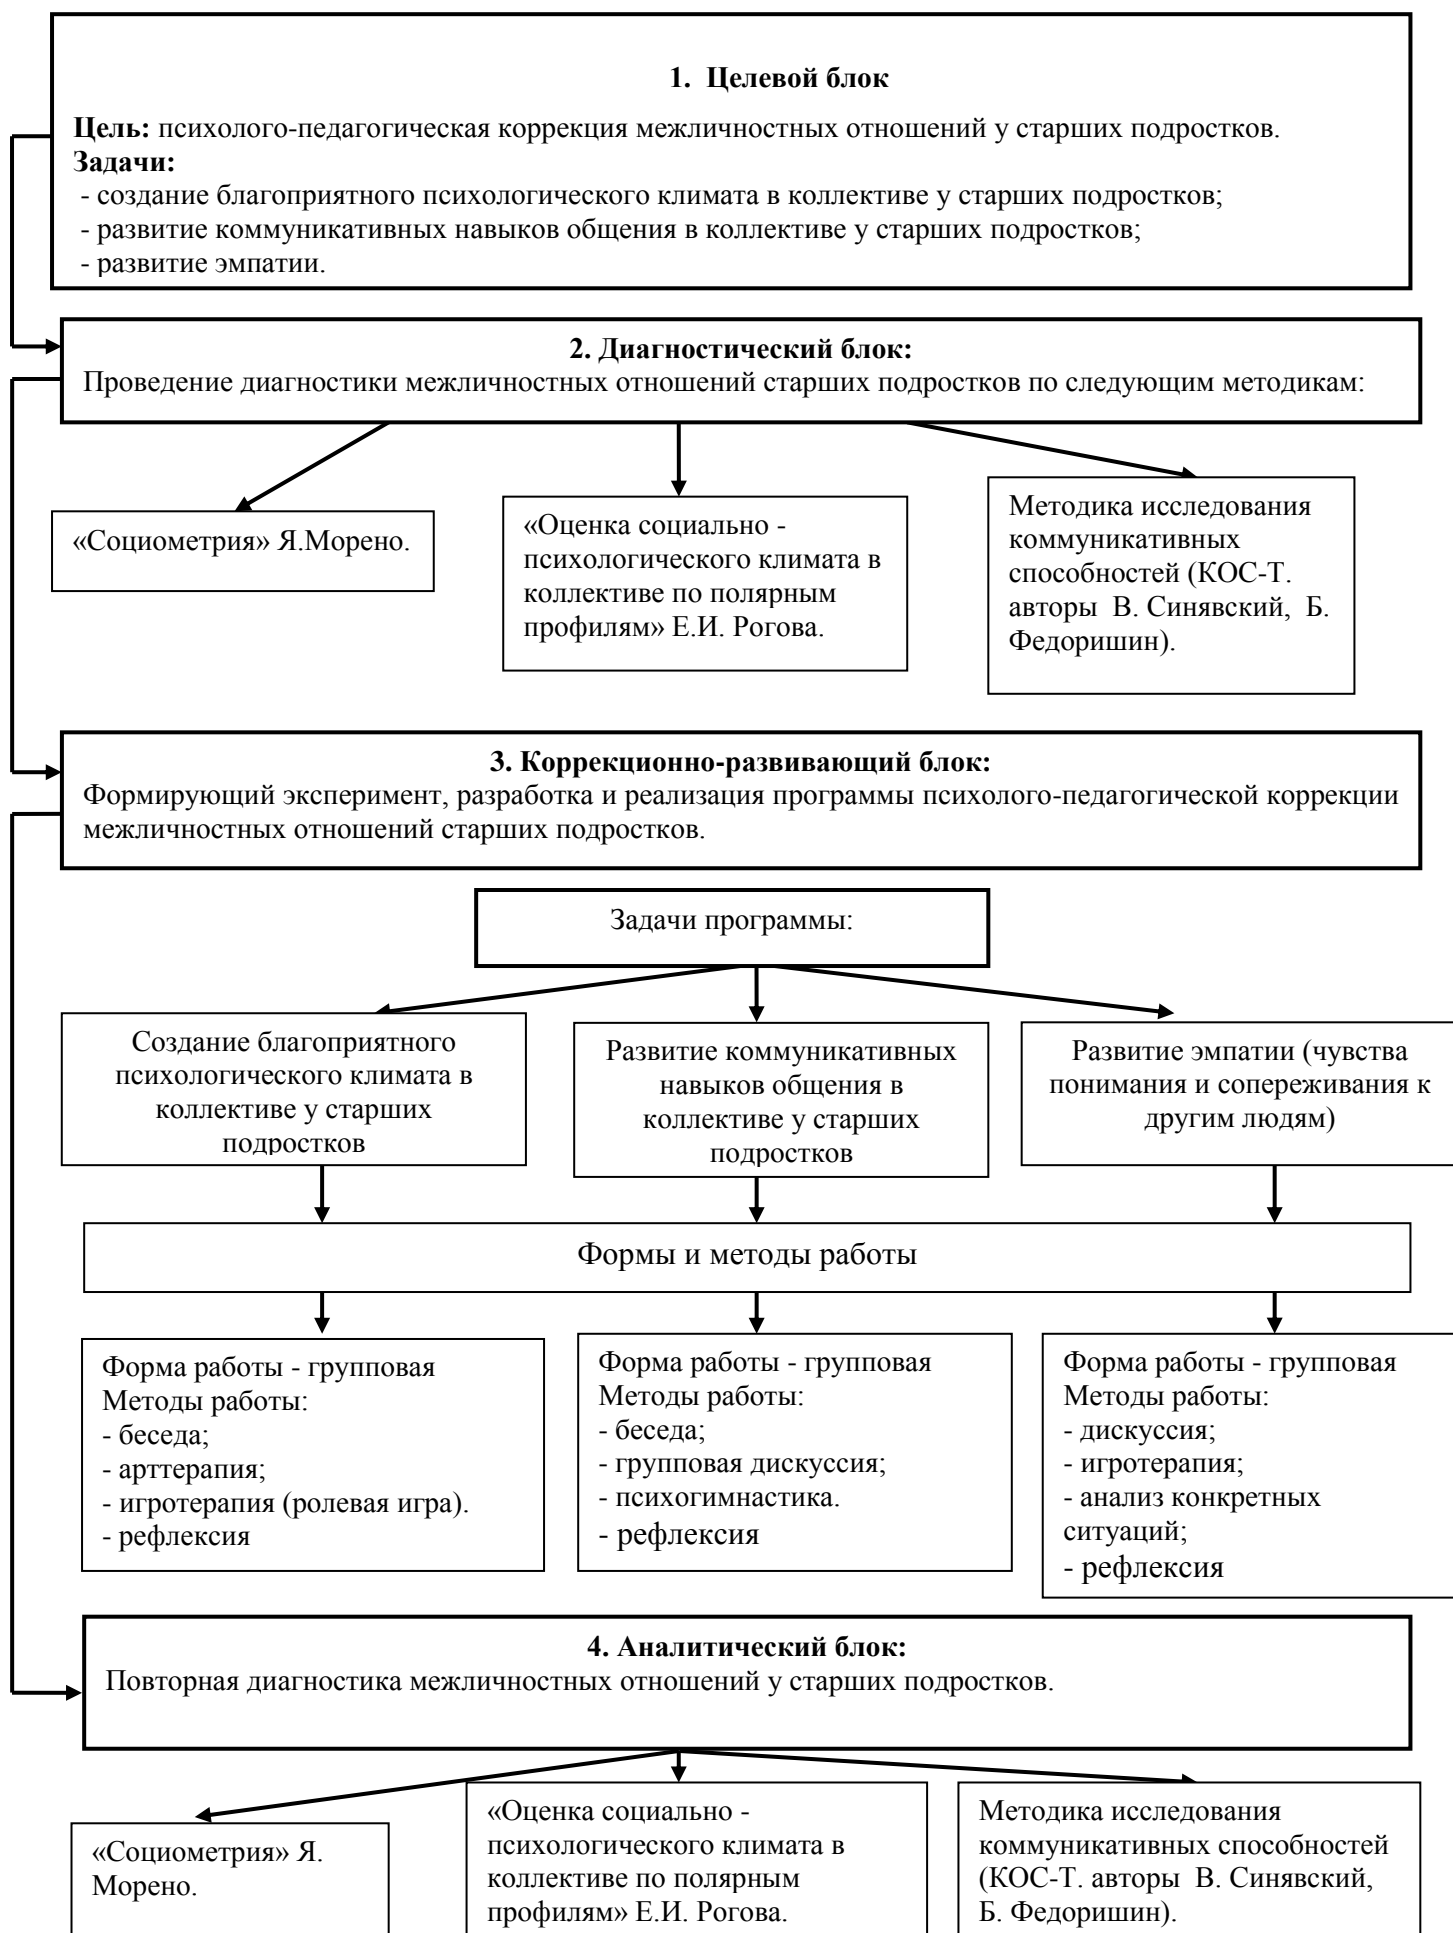 1. Целевой блок
Цель: психолого-педагогическая коррекция межличностных отношений у старших подростков.
Задачи:
- создание благоприятного психологического климата в коллективе у старших подростков;
- развитие коммуникативных навыков общения в коллективе у старших подростков;
- развитие эмпатии.
2. Диагностический блок:
Проведение диагностики межличностных отношений старших подростков по следующим методикам:
«Социометрия» Я.Морено.
«Оценка социально -
психологического климата в
коллективе по полярным
профилям» Е.И. Рогова.
Методика исследования
коммуникативных
способностей (КОС-Т.
авторы В. Синявский, Б.
Федоришин).
3. Коррекционно-развивающий блок:
Формирующий эксперимент, разработка и реализация программы психолого-педагогической коррекции
межличностных отношений старших подростков.
Задачи программы:
Создание благоприятного
психологического климата в
коллективе у старших
подростков
Развитие коммуникативных
навыков общения в
коллективе у старших
подростков
Развитие эмпатии (чувства
понимания и сопереживания к
другим людям)
Формы и методы работы
Форма работы - групповая
Методы работы:
- беседа;
- арттерапия;
- игротерапия (ролевая игра).
- рефлексия
Форма работы - групповая
Методы работы:
- беседа;
- групповая дискуссия;
- психогимнастика.
- рефлексия
Форма работы - групповая
Методы работы:
- дискуссия;
- игротерапия;
- анализ конкретных
ситуаций;
- рефлексия
4. Аналитический блок:
Повторная диагностика межличностных отношений у старших подростков.
«Социометрия» Я.
Морено.
«Оценка социально -
психологического климата в
коллективе по полярным
профилям» Е.И. Рогова.
Методика исследования
коммуникативных способностей
(КОС-Т. авторы В. Синявский,
Б. Федоришин).